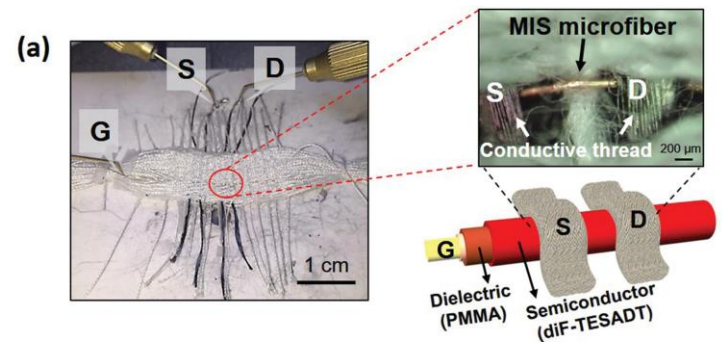 (a)
S
D
G
1 cm
MIS microfiber
S
D
Conductive thread
200 µm
S
D
G
Dielectric
(PMMA)
Semiconductor
(diF-TESADT)